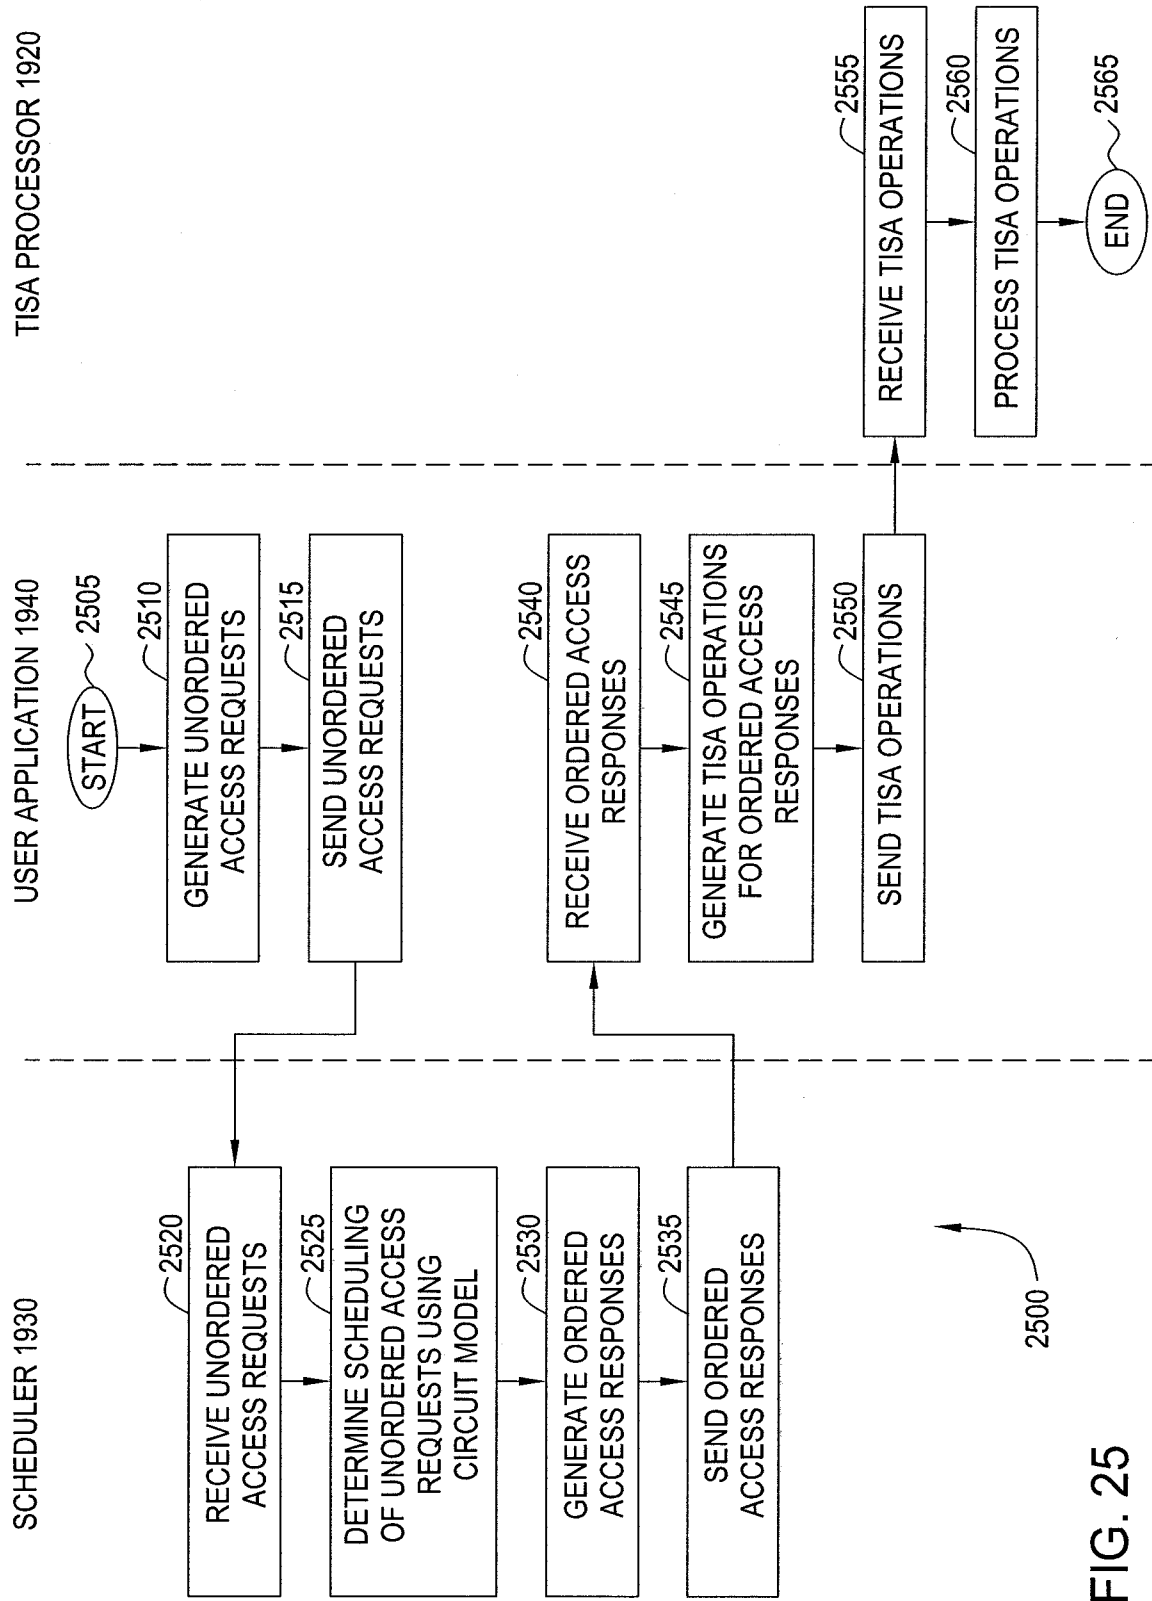 SCHEDULER 1930
USER APPLICATION 1940
TISA PROCESSOR 1920
START
2505
2510
GENERATE UNORDERED
ACCESS REQUESTS
2515
SEND UNORDERED
ACCESS REQUESTS
2520
RECEIVE UNORDERED
ACCESS REQUESTS
2525
DETERMINE SCHEDULING
OF UNORDERED ACCESS
REQUESTS USING
CIRCUIT MODEL
2530
GENERATE ORDERED
ACCESS RESPONSES
2535
SEND ORDERED
ACCESS RESPONSES
2540
RECEIVE ORDERED ACCESS
RESPONSES
2545
GENERATE TISA OPERATIONS
FOR ORDERED ACCESS
RESPONSES
2550
SEND TISA OPERATIONS
2555
RECEIVE TISA OPERATIONS
2560
PROCESS TISA OPERATIONS
END
2565
2500
FIG. 25